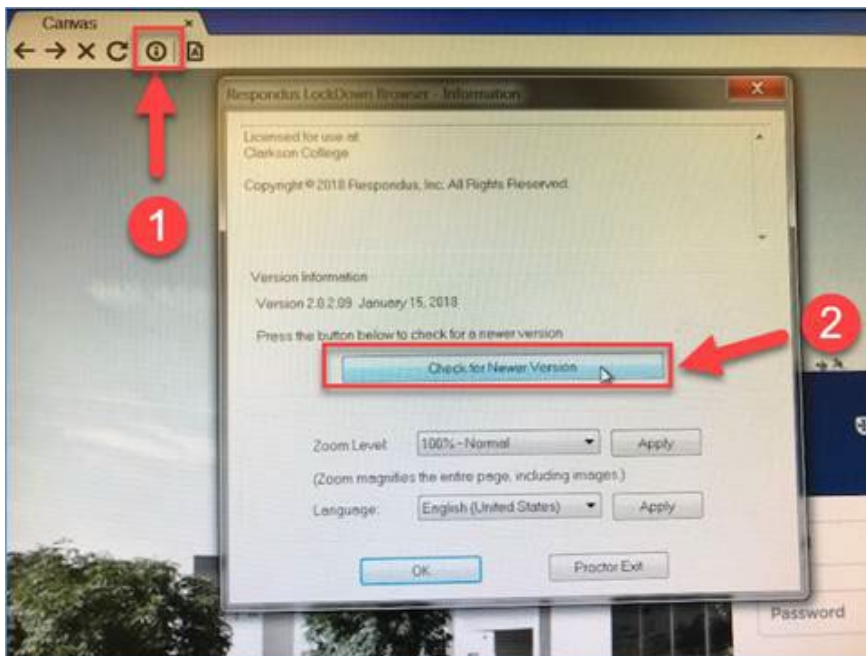 Canvas
1
Respondus LockDown Browser - Information
Licensed for use at:
Clarkson College
Copyright © 2018 Respondus, Inc. All Rights Reserved.
Version Information
Version 2.0.2.09 January 15, 2018
Press the button below to check for a newer version
2
Check for Newer Version
Zoom Level: 100% - Normal Apply
(Zoom magnifies the entire page, including images.)
Language: English (United States) Apply
OK Proctor Exit
Password